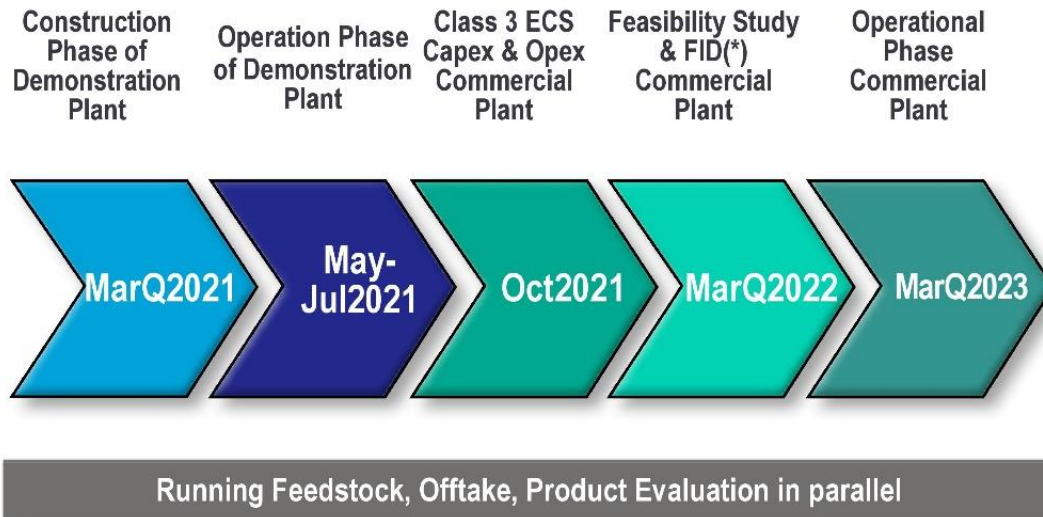 Construction
Phase of
Demonstration
Plant
Operation Phase
of Demonstration
Plant
Class 3 ECS
Capex & Opex
Commercial
Plant
Feasibility Study
& FID(*)
Commercial
Plant
Operational
Phase
Commercial
Plant
MarQ2021
May-
Jul2021
Oct2021
MarQ2022
MarQ2023
Running Feedstock, Offtake, Product Evaluation in parallel